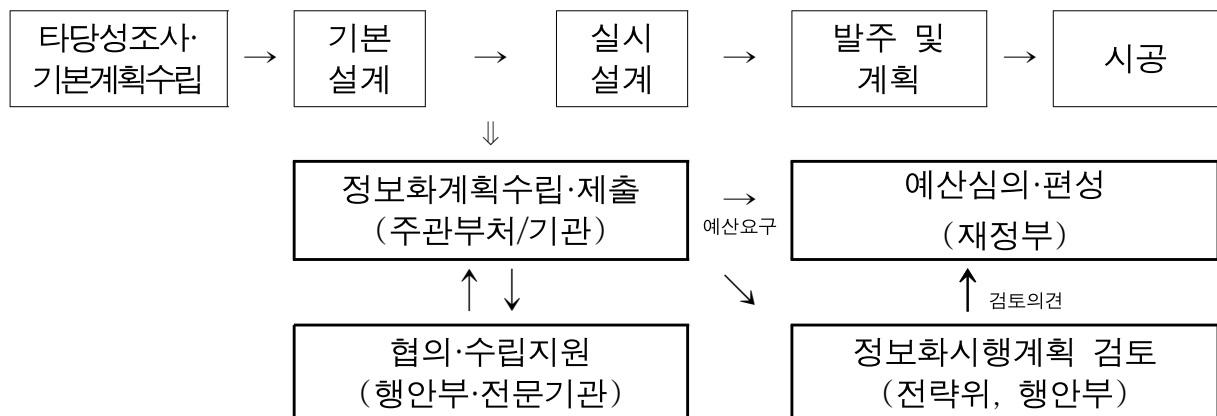 타당성조사·
기본계획수립
→
기본
설계
→
실시
설계
→
발주 및
계획
→
시공
⇓
정보화계획수립·제출
(주관부처/기관)
→
예산요구
예산심의·편성
(재정부)
↑ ↓
↘
↑
검토의견
협의·수립지원
(행안부·전문기관)
정보화시행계획 검토
(전략위, 행안부)